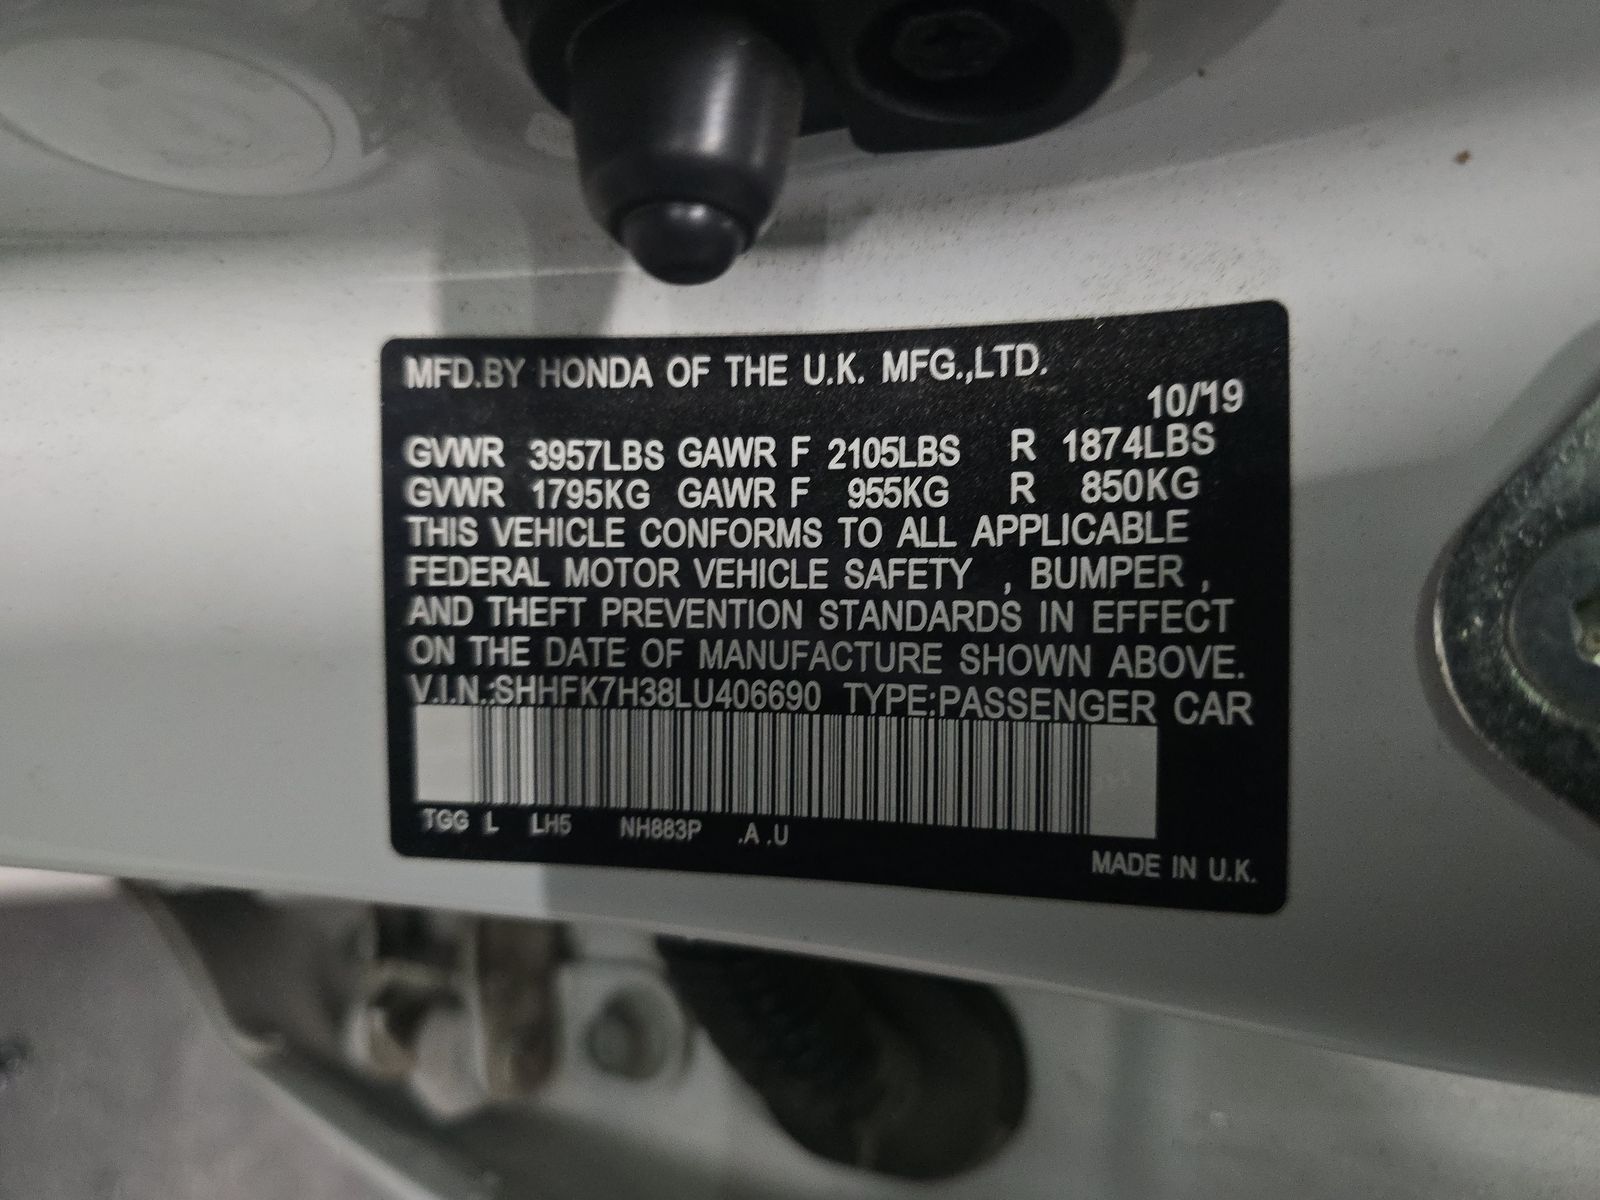 MFD.BY HONDA OF THE U.K. MFG.,LTD.
10/'19
GVWR 3957LBS GAWR F 2105LBS R 1874LBS
GVWR 1795KG GAWR F 955KG R 850KG
THIS VEHICLE CONFORMS TO ALL APPLICABLE
FEDERAL MOTOR VEHICLE SAFETY , BUMPER ,
AND THEFT PREVENTION STANDARDS IN EFFECT
ON THE DATE OF MANUFACTURE SHOWN ABOVE.
V.I.N.:SHHFK7H38LU406690 TYPE:PASSENGER CAR
TGG L LH5 NH883P .A .U
MADE IN U.K.